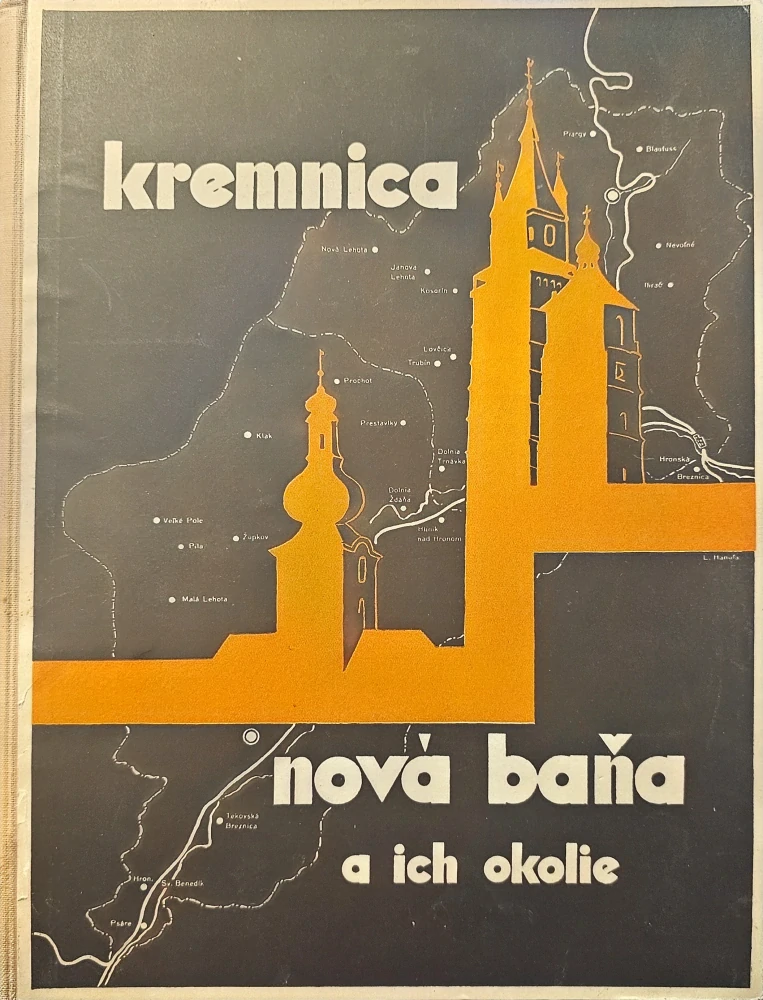 kremnica
Piargy
Blaufuss
Nová Lehota
Nevoľné
Janova
Lehota
Kosorín
Ihráč
Lovčica
Trubín
Prochot
Prestavlky
Klak
Dolnia
Trnávka
Hronská
Breznica
Dolnia
Ždaňa
Veľké Pole
Hliník
nad Hronom
Píla
Župkov
Malá Lehota
nová baňa
Tekovská
Breznica
a ich okolie
Hron.
Sv. Benedik
Psáre